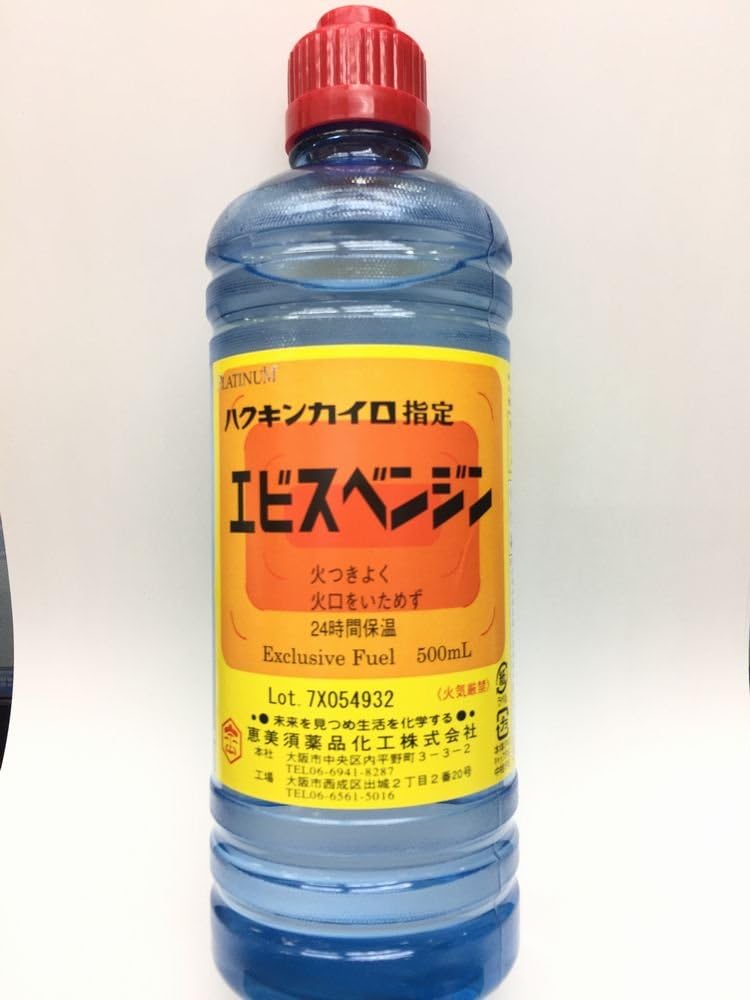 PLATINUM
ハクキンカイロ指定
エビスベンジン
火つきよく
火口をいためず
24時間保温
Exclusive Fuel 500mL
Lot. 7X054932 (火気厳禁)
●● 未来を見つめ生活を化学する ●●
恵美須薬品化工株式会社
本社 大阪市中央区内平野町3-3-2
TEL06-6941-8287
工場 大阪市西成区出城2丁目2番20号
TEL06-6561-5016